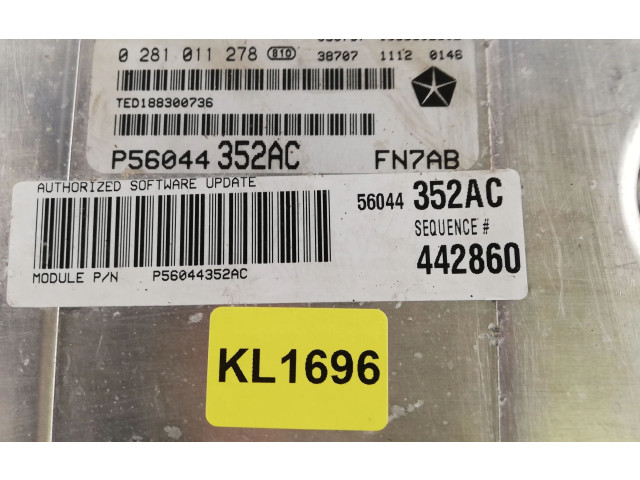 0 281 011 278 810 38707 1112 0146
TED188300736
P56044 352AC FN7AB
AUTHORIZED SOFTWARE UPDATE
56044 352AC
SEQUENCE #
442860
MODULE P/N P56044352AC
KL1696